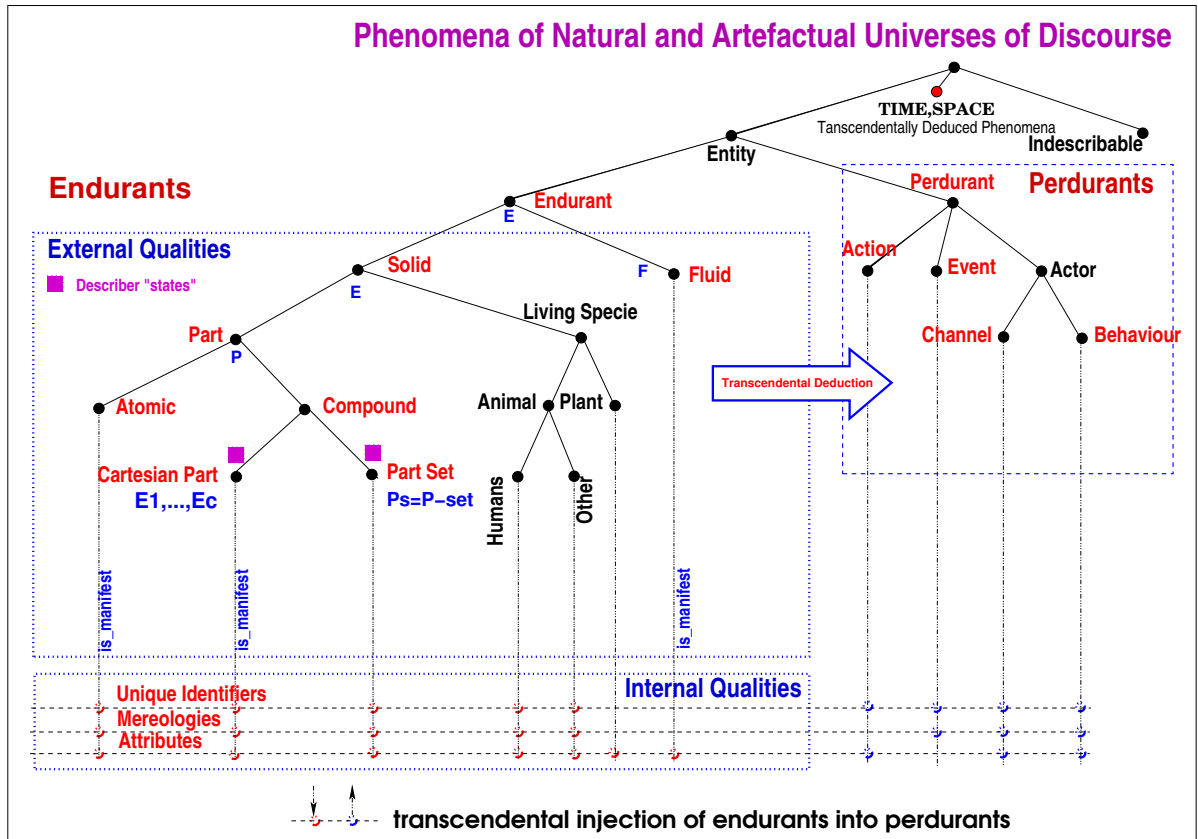 Phenomena of Natural and Artefactual Universes of Discourse
TIME,SPACE
Transcendentally Deduced Phenomena
Indescribable
Entity
Endurants
Perdurant
Perdurants
Endurant
E
External Qualities
Describer "states"
Solid
E
F
Fluid
Action
Event
Actor
Living Specie
Part
P
Channel
Behaviour
Transcendental Deduction
Atomic
Compound
Animal
Plant
Cartesian Part
E1,...,Ec
Part Set
Ps=P-set
Humans
Other
is_manifest
is_manifest
is_manifest
Internal Qualities
Unique Identifiers
Mereologies
Attributes
transcendental injection of endurants into perdurants